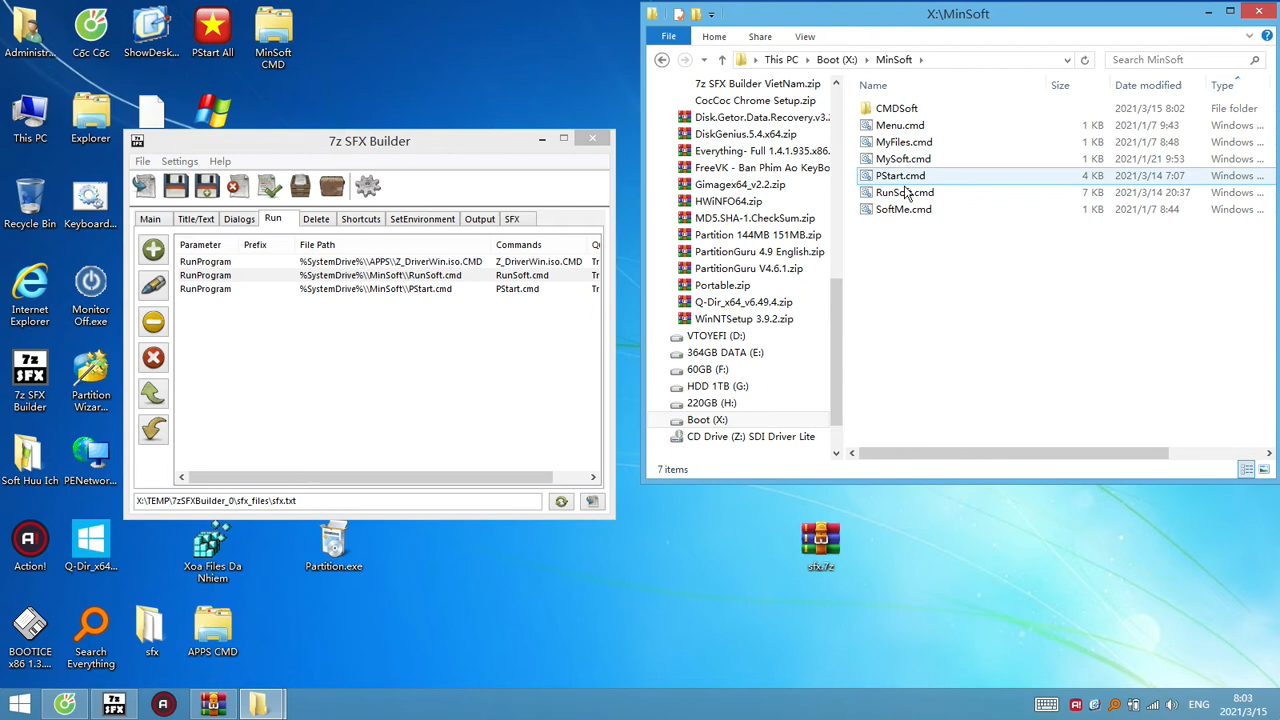 Administr...
Cốc Cốc
ShowDesk...
PStart All
MinSoft
CMD
This PC
Explorer
Recycle Bin
Keyboard...
Internet
Explorer
Monitor
Off.exe
7z SFX
Builder
Partition
Wizar...
Soft Huu Ich
PENetwor...
Action!
Q-Dir_x64...
Xoa Files Da
Nhiem
Partition.exe
BOOTICE
x86 1.3....
Search
Everything
sfx
APPS CMD
sfx.7z
7z SFX Builder
File Settings Help
Main Title/Text Dialogs Run Delete Shortcuts SetEnvironment Output SFX
Parameter Prefix File Path Commands Q
RunProgram %SystemDrive%\\APPS\\Z_DriverWin.iso.CMD Z_DriverWin.iso.CMD Tr
RunProgram %SystemDrive%\\MinSoft\\RunSoft.cmd RunSoft.cmd Tr
RunProgram %SystemDrive%\\MinSoft\\PStart.cmd PStart.cmd Tr
X:\TEMP\7zSFXBuilder_0\sfx_files\sfx.txt
X:\MinSoft
File Home Share View
This PC Boot (X:) MinSoft
Search MinSoft
7z SFX Builder VietNam.zip
CocCoc Chrome Setup.zip
Disk.Getor.Data.Recovery.v3.2
DiskGenius.5.4.x64.zip
Everything- Full 1.4.1.935.x86.
FreeVK - Ban Phim Ao KeyBo
Gimagex64_v2.2.zip
HWiNFO64.zip
MD5.SHA-1.CheckSum.zip
Partition 144MB 151MB.zip
PartitionGuru 4.9 English.zip
PartitionGuru V4.6.1.zip
Portable.zip
Q-Dir_x64_v6.49.4.zip
WinNTSetup 3.9.2.zip
VTOYEFI (D:)
364GB DATA (E:)
60GB (F:)
HDD 1TB (G:)
220GB (H:)
Boot (X:)
CD Drive (Z:) SDI Driver Lite
Name Size Date modified Type
CMDSoft 2021/3/15 8:02 File folder
Menu.cmd 1 KB 2021/1/7 9:43 Windows ...
MyFiles.cmd 1 KB 2021/1/7 8:48 Windows ...
MySoft.cmd 1 KB 2021/1/21 9:53 Windows ...
PStart.cmd 4 KB 2021/3/14 7:07 Windows ...
RunSoft.cmd 7 KB 2021/3/14 20:37 Windows ...
SoftMe.cmd 1 KB 2021/1/7 8:44 Windows ...
7 items
ENG
8:03
2021/3/15